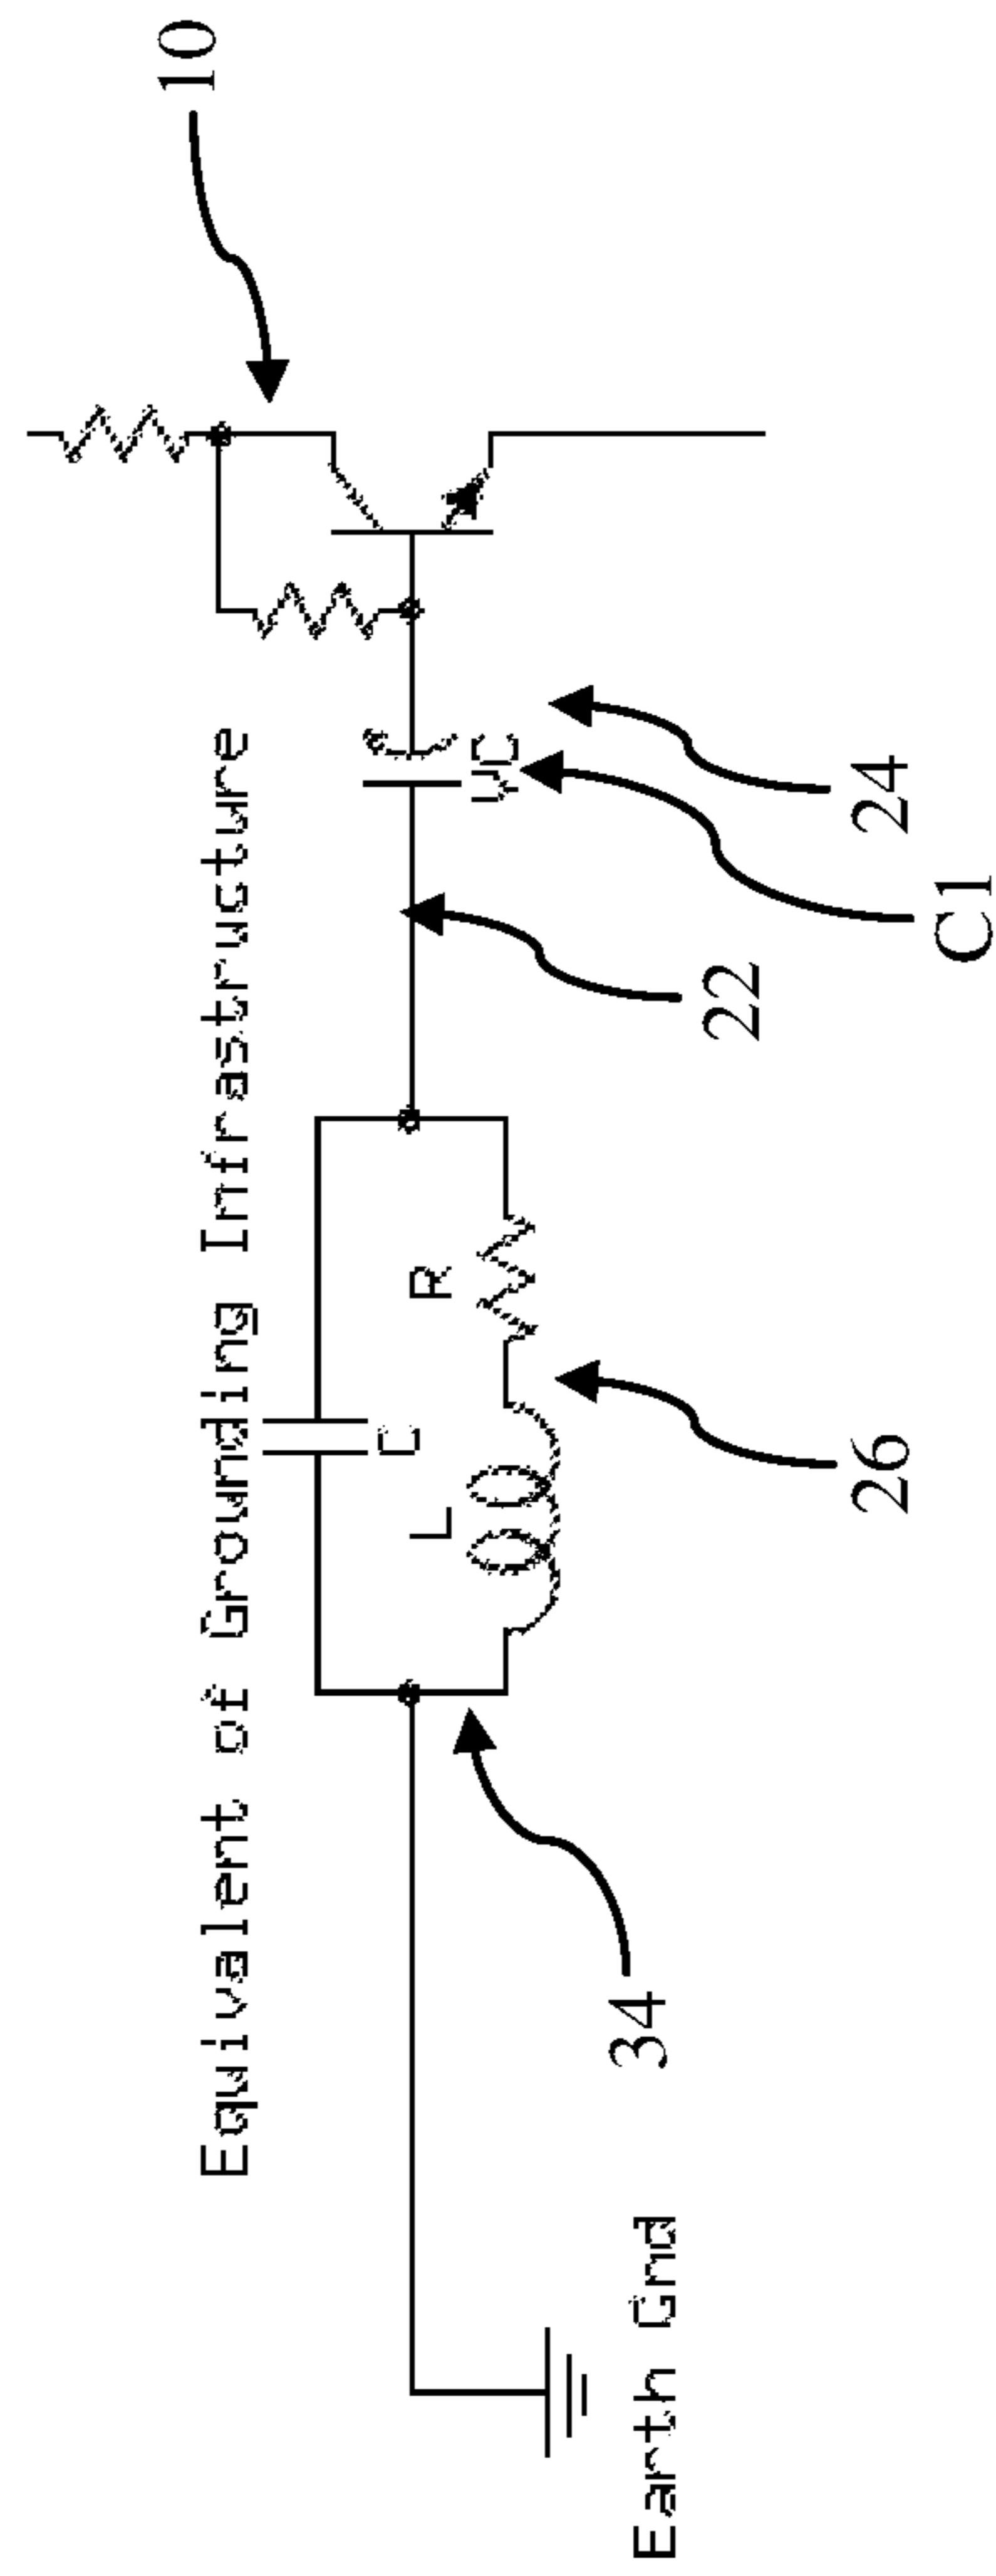 Equivalent of Grounding Infrastructure
10
C
L
R
VC
24
C1
22
26
34
Earth Gnd